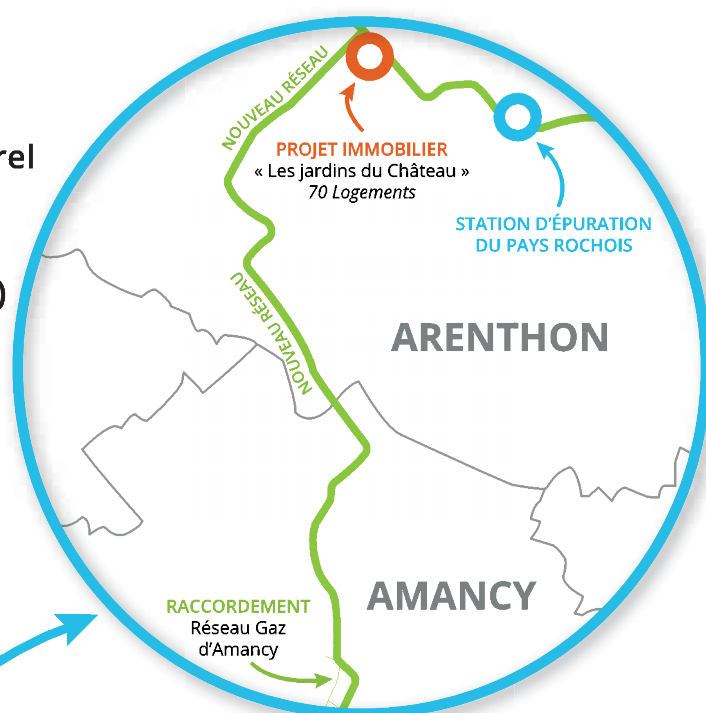 rel
)
NOUVEAU RÉSEAU
PROJET IMMOBILIER
« Les jardins du Château »
70 Logements
STATION D'ÉPURATION
DU PAYS ROCHOIS
NOUVEAU RÉSEAU
ARENTHON
AMANCY
RACCORDEMENT
Réseau Gaz
d'Amancy